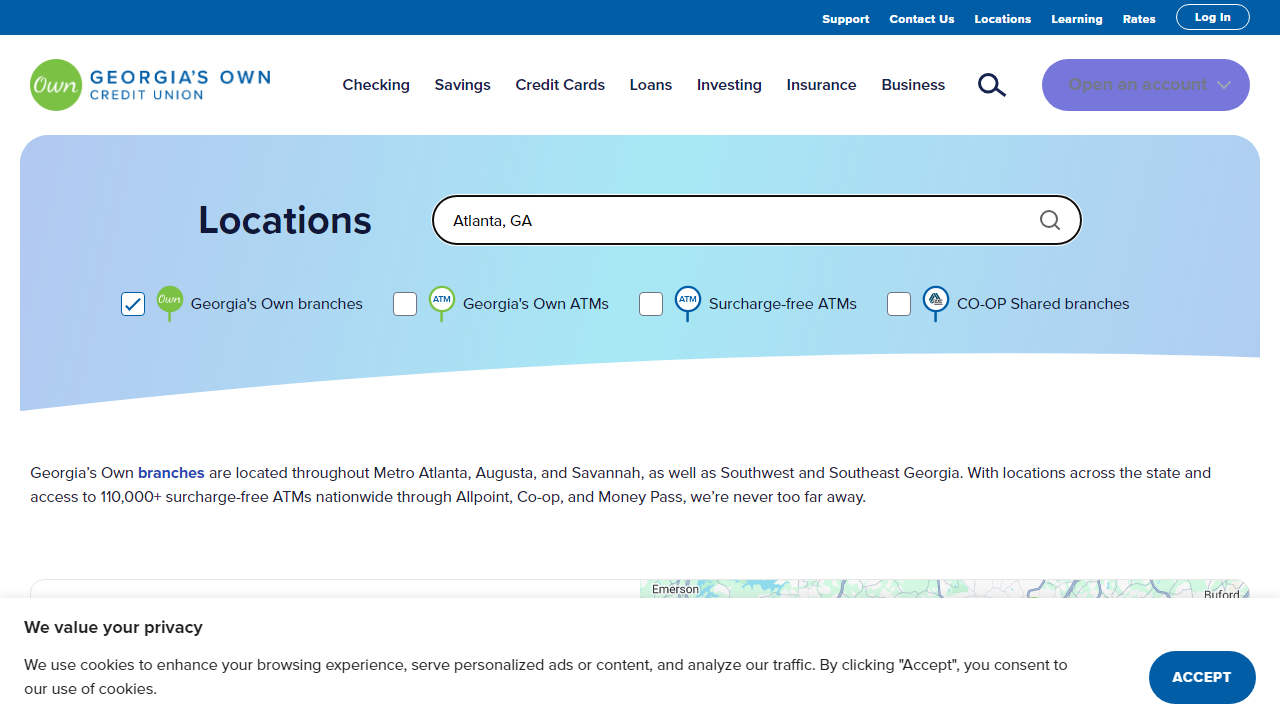 Support Contact Us Locations Learning Rates Log In
Own GEORGIA'S OWN
CREDIT UNION
Checking Savings Credit Cards Loans Investing Insurance Business Open an account
Locations Atlanta, GA
Own Georgia's Own branches ATM Georgia's Own ATMs ATM Surcharge-free ATMs CO-OP Shared branches
Georgia’s Own branches are located throughout Metro Atlanta, Augusta, and Savannah, as well as Southwest and Southeast Georgia. With locations across the state and
access to 110,000+ surcharge-free ATMs nationwide through Allpoint, Co-op, and Money Pass, we’re never too far away.
Emerson Buford
We value your privacy
We use cookies to enhance your browsing experience, serve personalized ads or content, and analyze our traffic. By clicking "Accept", you consent to
our use of cookies.
ACCEPT